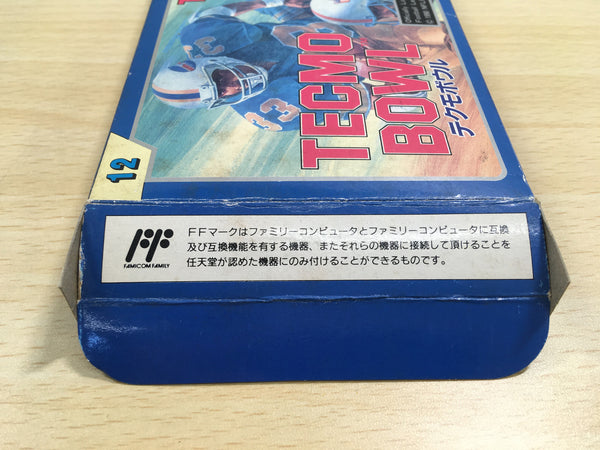 TECMO
BOWL
テクモボウル
33
12
FF
FAMICOM FAMILY
FFマークはファミリーコンピュータとファミリーコンピュータに互換
及び互換機能を有する機器、またそれらの機器に接続して頂けることを
任天堂が認めた機器にのみ付けることができるものです。